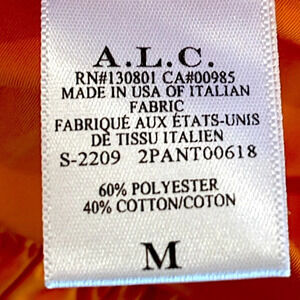 A.L.C.
RN#130801 CA#00985
MADE IN USA OF ITALIAN
FABRIC
FABRIQUÉ AUX ÉTATS-UNIS
DE TISSU ITALIEN
S-2209 2PANT00618
60% POLYESTER
40% COTTON/COTON
M